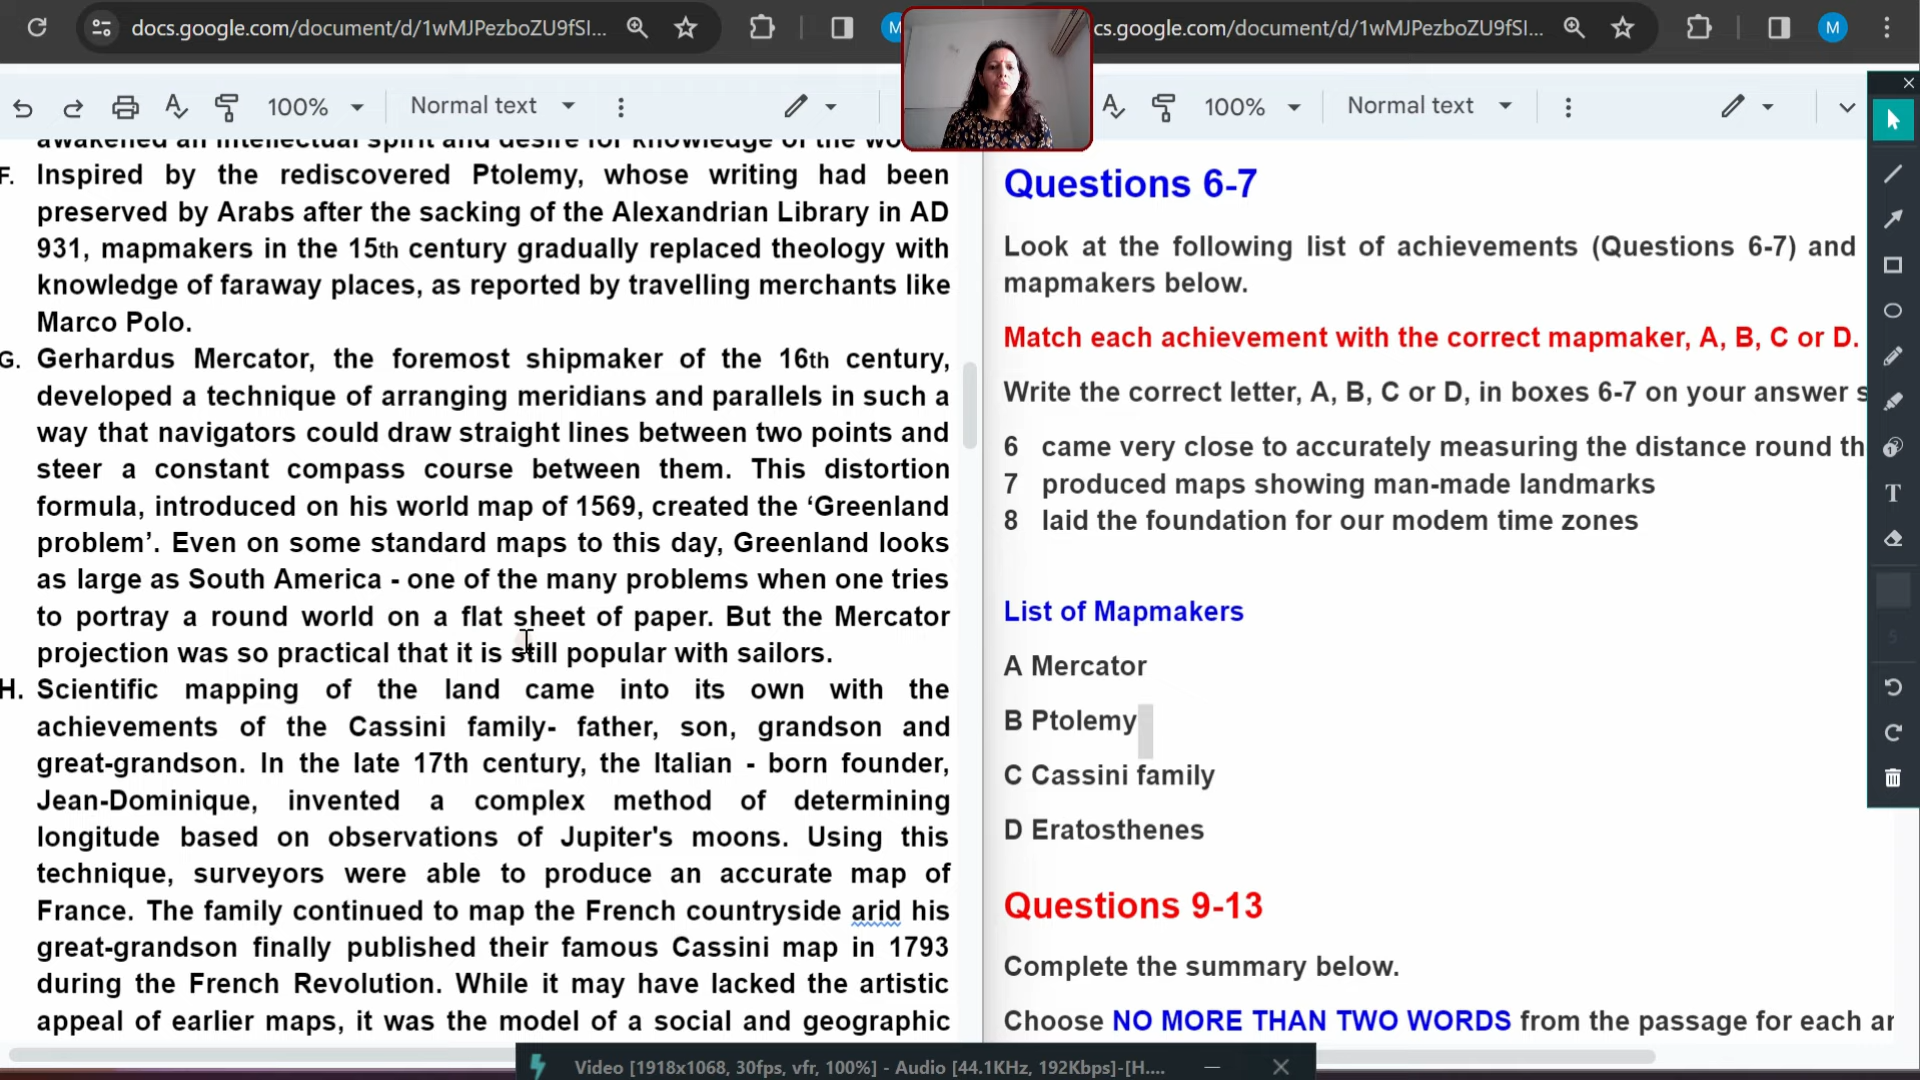 docs.google.com/document/d/1wMJPezboZU9fSI...
M
cs.google.com/document/d/1wMJPezboZU9fSI...
M
100%
Normal text
100%
Normal text
awakened an intellectual spirit and desire for knowledge of the wo
F. Inspired by the rediscovered Ptolemy, whose writing had been
preserved by Arabs after the sacking of the Alexandrian Library in AD
931, mapmakers in the 15th century gradually replaced theology with
knowledge of faraway places, as reported by travelling merchants like
Marco Polo.
G. Gerhardus Mercator, the foremost shipmaker of the 16th century,
developed a technique of arranging meridians and parallels in such a
way that navigators could draw straight lines between two points and
steer a constant compass course between them. This distortion
formula, introduced on his world map of 1569, created the ‘Greenland
problem’. Even on some standard maps to this day, Greenland looks
as large as South America - one of the many problems when one tries
to portray a round world on a flat sheet of paper. But the Mercator
projection was so practical that it is still popular with sailors.
H. Scientific mapping of the land came into its own with the
achievements of the Cassini family- father, son, grandson and
great-grandson. In the late 17th century, the Italian - born founder,
Jean-Dominique, invented a complex method of determining
longitude based on observations of Jupiter's moons. Using this
technique, surveyors were able to produce an accurate map of
France. The family continued to map the French countryside arid his
great-grandson finally published their famous Cassini map in 1793
during the French Revolution. While it may have lacked the artistic
appeal of earlier maps, it was the model of a social and geographic
Questions 6-7
Look at the following list of achievements (Questions 6-7) and
mapmakers below.
Match each achievement with the correct mapmaker, A, B, C or D.
Write the correct letter, A, B, C or D, in boxes 6-7 on your answer s
6 came very close to accurately measuring the distance round th
7 produced maps showing man-made landmarks
8 laid the foundation for our modem time zones
List of Mapmakers
A Mercator
B Ptolemy
C Cassini family
D Eratosthenes
Questions 9-13
Complete the summary below.
Choose NO MORE THAN TWO WORDS from the passage for each ar
T
5
Video [1918x1068, 30fps, vfr, 100%] - Audio [44.1KHz, 192Kbps]-[H....